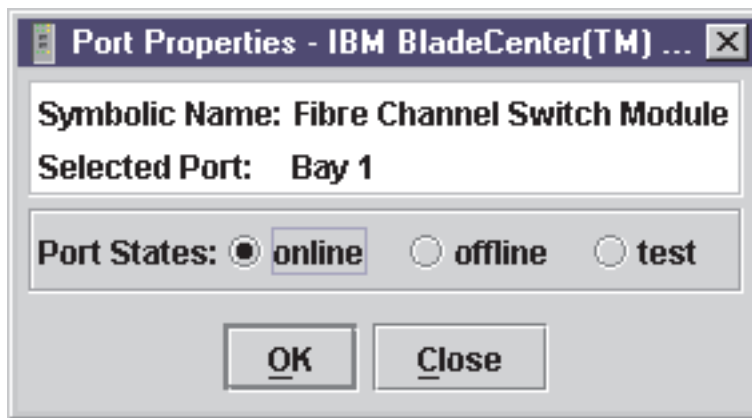 Port Properties - IBM BladeCenter(TM) ...
Symbolic Name: Fibre Channel Switch Module
Selected Port: Bay 1
Port States: online offline test
OK Close